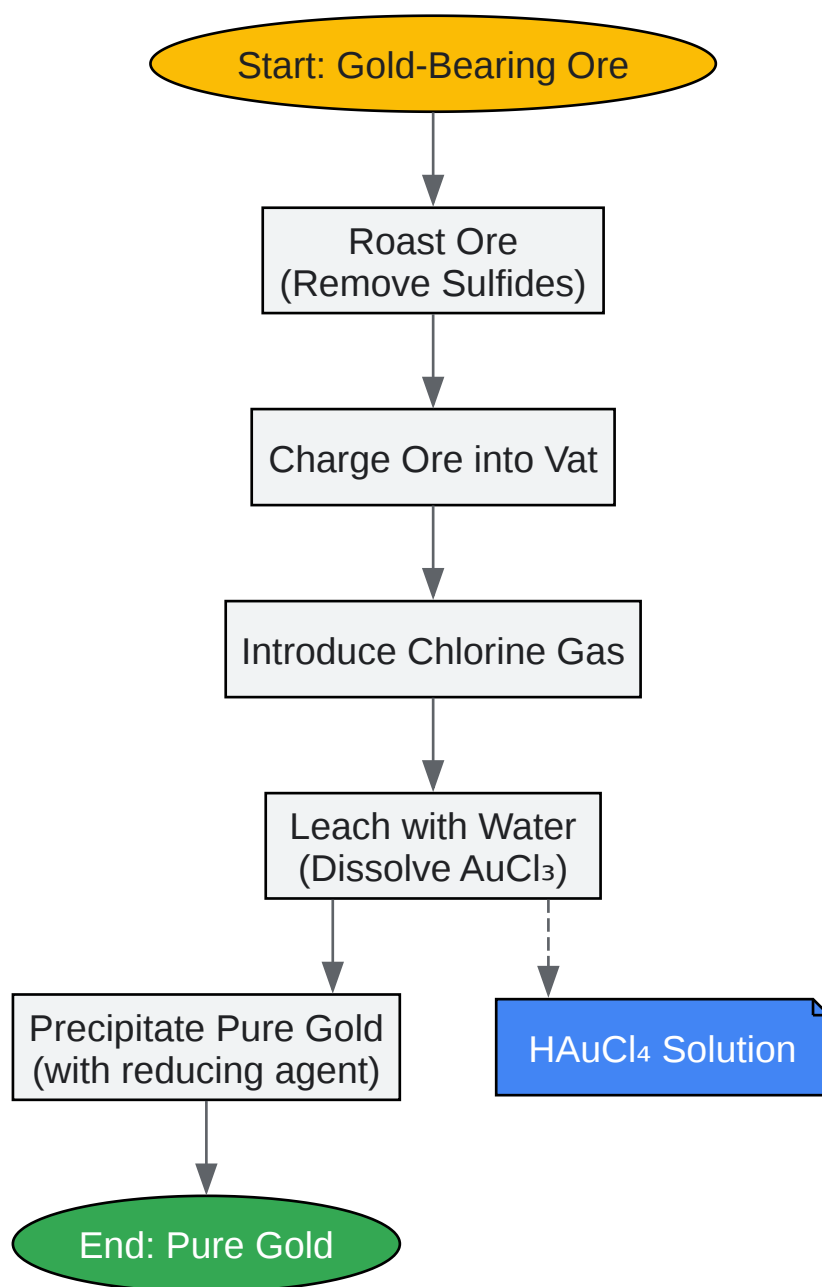 Start: Gold-Bearing Ore
Roast Ore
(Remove Sulfides)
Charge Ore into Vat
Introduce Chlorine Gas
Leach with Water
(Dissolve AuCl₃)
Precipitate Pure Gold
(with reducing agent)
HAuCl₄ Solution
End: Pure Gold